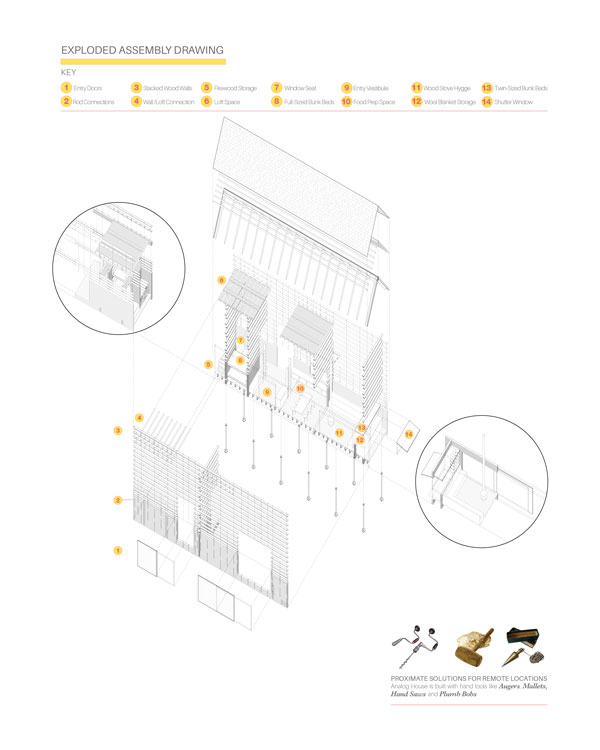 EXPLODED ASSEMBLY DRAWING
KEY
1 Entry Doors 3 Stacked Wood Walls 5 Firewood Storage 7 Window Seat 9 Entry Vestibule 11 Wood Stove Hygge 13 Twin-Sized Bunk Beds
2 Rod Connections 4 Wall /Loft Connection 6 Loft Space 8 Full-Sized Bunk Beds 10 Food Prep Space 12 Wool Blanket Storage 14 Shutter Window
6
7
8
5
9
10
13
11
12
14
4
3
2
1
PROXIMATE SOLUTIONS FOR REMOTE LOCATIONS
Analog House is built with hand tools like Augers, Mallets,
Hand Saws and Plumb Bobs